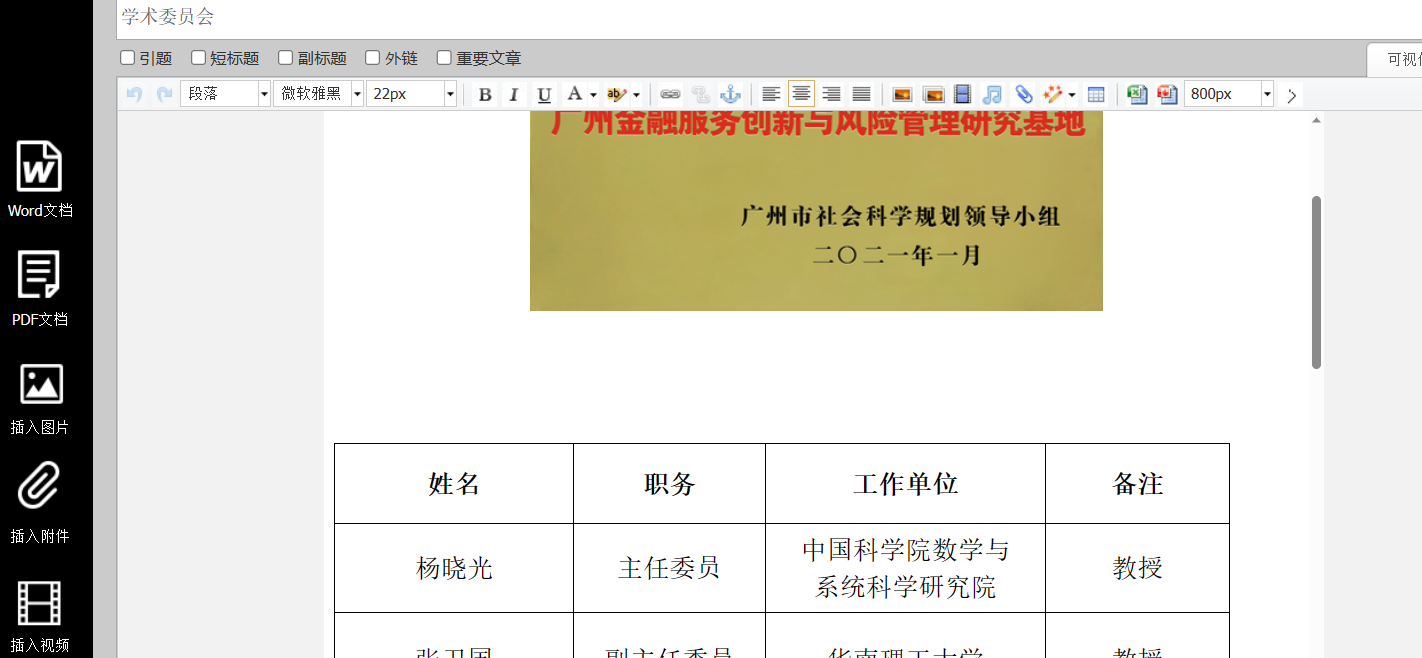 学术委员会
引题 短标题 副标题 外链 重要文章
可视
段落 微软雅黑 22px B I U A ab 800px
Word文档
PDF文档
插入图片
插入附件
插入视频
广州金融服务创新与风险管理研究基地
广州市社会科学规划领导小组
二〇二一年一月
姓名 职务 工作单位 备注
杨晓光 主任委员 中国科学院数学与 教授
系统科学研究院
张卫国 副主任委员 华南理工大学 教授